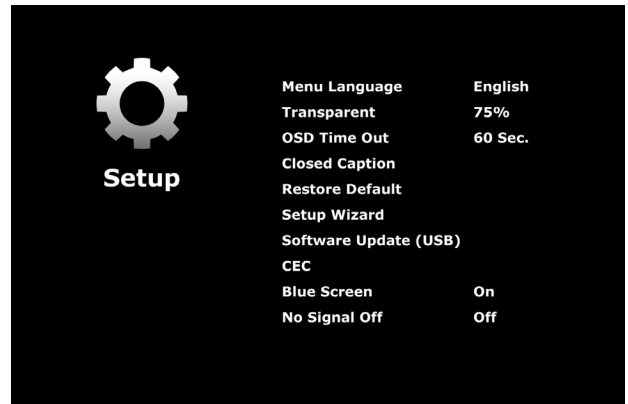 Setup
Menu Language English
Transparent 75%
OSD Time Out 60 Sec.
Closed Caption
Restore Default
Setup Wizard
Software Update (USB)
CEC
Blue Screen On
No Signal Off Off